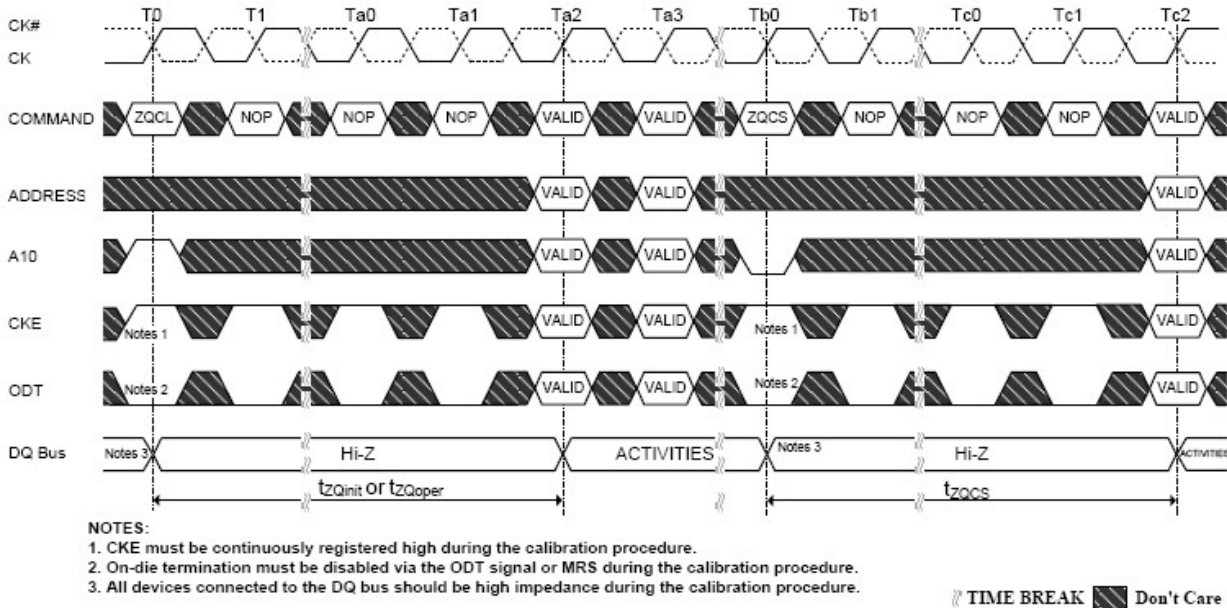 T0 T1 Ta0 Ta1 Ta2 Ta3 Tb0 Tb1 Tc0 Tc1 Tc2
CK#
CK
COMMAND ZQCL NOP NOP NOP VALID VALID ZQCS NOP NOP NOP VALID
ADDRESS VALID VALID VALID
A10 VALID VALID VALID
CKE Notes 1 VALID VALID Notes 1 VALID
ODT Notes 2 VALID VALID Notes 2 VALID
DQ Bus Notes 3 Hi-Z ACTIVITIES Notes 3 Hi-Z ACTIVITIES
tZQinit or tZQoper tZQCS
NOTES:
1. CKE must be continuously registered high during the calibration procedure.
2. On-die termination must be disabled via the ODT signal or MRS during the calibration procedure.
3. All devices connected to the DQ bus should be high impedance during the calibration procedure.
TIME BREAK Don't Care